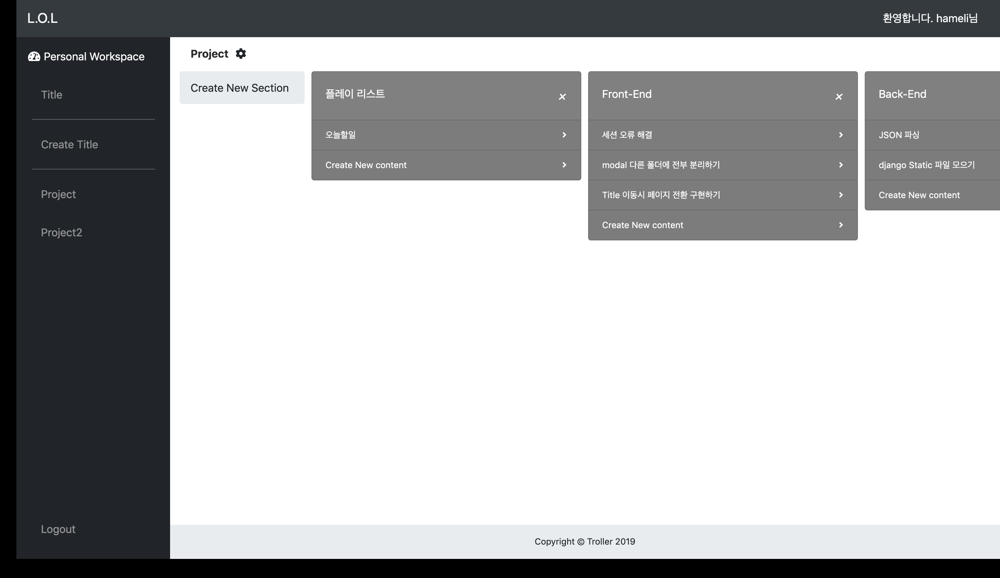 L.O.L
환영합니다. hameli님
Personal Workspace
Title
Create Title
Project
Project2
Logout
Project
Create New Section
플레이 리스트
오늘할일
Create New content
Front-End
세션 오류 해결
modal 다른 폴더에 전부 분리하기
Title 이동시 페이지 전환 구현하기
Create New content
Back-End
JSON 파싱
django Static 파일 모으기
Create New content
Copyright © Troller 2019